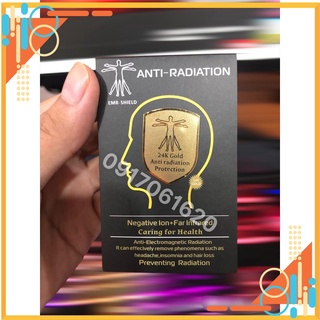 ANTI-RADIATION
EMR-SHIELD
24K Gold
Anti radiation
Protection
0917061620
Negative Ion+Far Infrared
Caring for Health
Anti-Electromagnetic Radiation
It can effectively remove phenomena such as
headache,insomnia and hair loss
Preventing Radiation